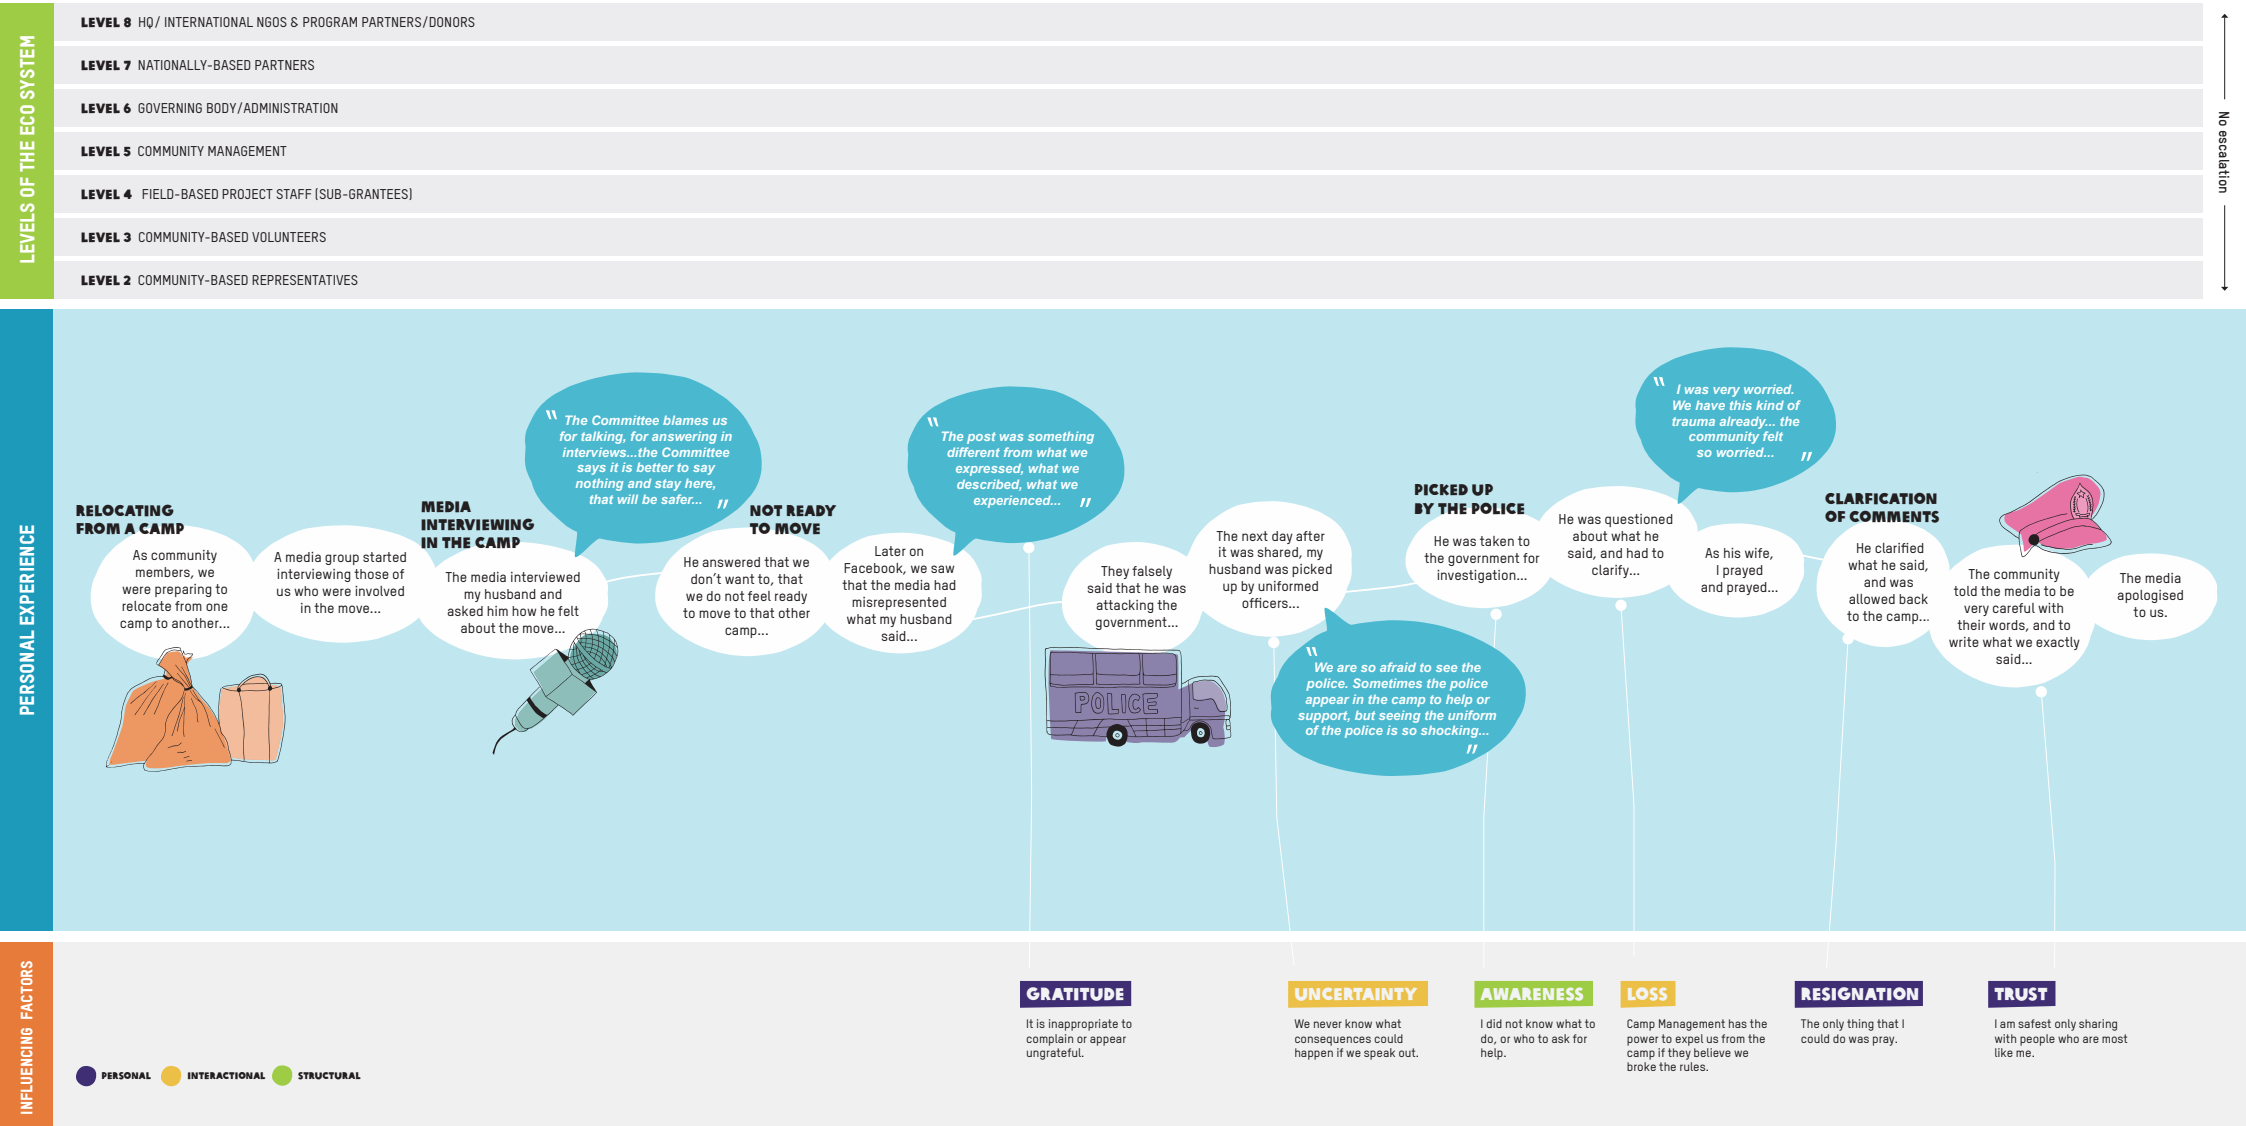 LEVELS OF THE ECO SYSTEM
LEVEL 8 HQ/ INTERNATIONAL NGOS & PROGRAM PARTNERS/DONORS
LEVEL 7 NATIONALLY-BASED PARTNERS
LEVEL 6 GOVERNING BODY/ADMINISTRATION
LEVEL 5 COMMUNITY MANAGEMENT
LEVEL 4 FIELD-BASED PROJECT STAFF (SUB-GRANTEES)
LEVEL 3 COMMUNITY-BASED VOLUNTEERS
LEVEL 2 COMMUNITY-BASED REPRESENTATIVES
No escalation
PERSONAL EXPERIENCE
RELOCATING
FROM A CAMP
As community
members, we
were preparing to
relocate from one
camp to another...
A media group started
interviewing those of
us who were involved
in the move...
MEDIA
INTERVIEWING
IN THE CAMP
The media interviewed
my husband and
asked him how he felt
about the move...
" The Committee blames us
for talking, for answering in
interviews...the Committee
says it is better to say
nothing and stay here,
that will be safer... "
NOT READY
TO MOVE
He answered that we
don't want to, that
we do not feel ready
to move to that other
camp...
Later on
Facebook, we saw
that the media had
misrepresented
what my husband
said...
"
The post was something
different from what we
expressed, what we
described, what we
experienced... "
They falsely
said that he was
attacking the
government...
POLICE
The next day after
it was shared, my
husband was picked
up by uniformed
officers...
"
We are so afraid to see the
police. Sometimes the police
appear in the camp to help or
support, but seeing the uniform
of the police is so shocking...
"
PICKED UP
BY THE POLICE
He was taken to
the government for
investigation...
He was questioned
about what he
said, and had to
clarify...
" I was very worried.
We have this kind of
trauma already... the
community felt
so worried... "
As his wife,
I prayed
and prayed...
CLARFICATION
OF COMMENTS
He clarified
what he said,
and was
allowed back
to the camp...
The community
told the media to be
very careful with
their words, and to
write what we exactly
said...
The media
apologised
to us.
INFLUENCING FACTORS
PERSONAL
INTERACTIONAL
STRUCTURAL
GRATITUDE
It is inappropriate to
complain or appear
ungrateful.
UNCERTAINTY
We never know what
consequences could
happen if we speak out.
AWARENESS
I did not know what to
do, or who to ask for
help.
LOSS
Camp Management has the
power to expel us from the
camp if they believe we
broke the rules.
RESIGNATION
The only thing that I
could do was pray.
TRUST
I am safest only sharing
with people who are most
like me.